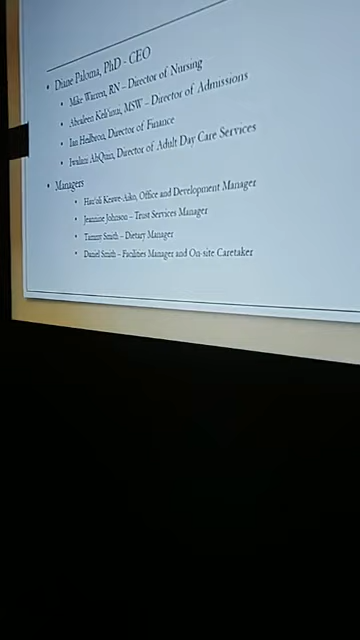 • Diane Paloma, PhD - CEO
• Mike Warren, RN – Director of Nursing
• MSW – Director of Admissions
• Ian Director of Finance
• Director of Adult Day Care Services
• Managers
• Office and Development Manager
• Jeannine Johnson – Trust Services Manager
• Tammy Smith – Dietary Manager
• Daniel Smith – Facilities Manager and On-site Caretaker